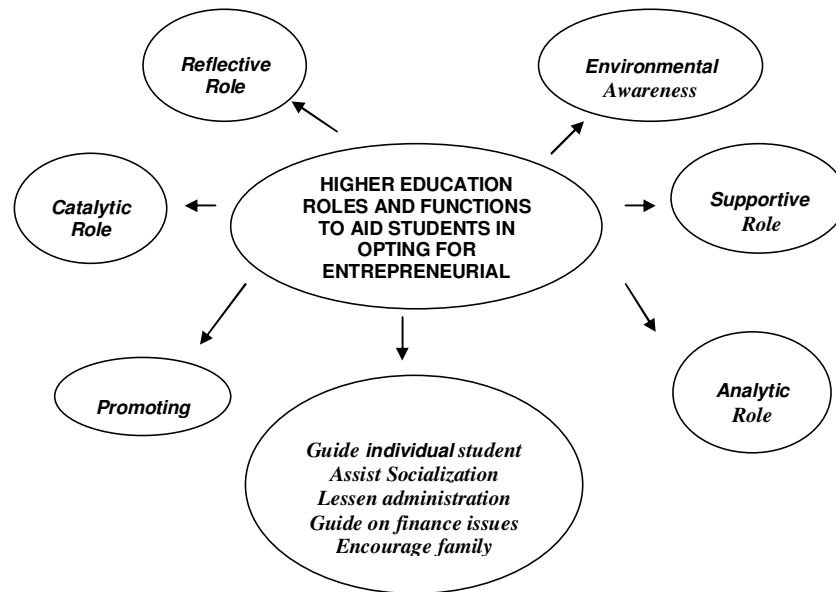 Reflective
Role
Environmental
Awareness
HIGHER EDUCATION
ROLES AND FUNCTIONS
TO AID STUDENTS IN
OPTING FOR
ENTREPRENEURIAL
Catalytic
Role
Supportive
Role
Promoting
Analytic
Role
Guide individual student
Assist Socialization
Lessen administration
Guide on finance issues
Encourage family